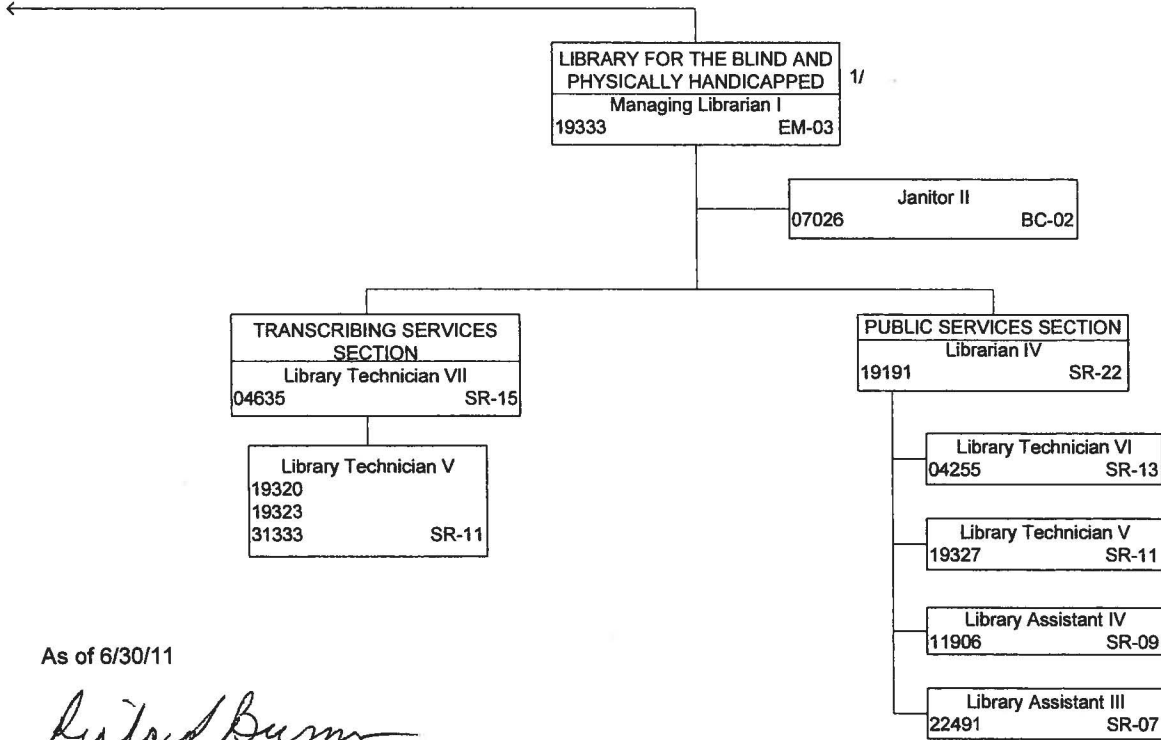 LIBRARY FOR THE BLIND AND
PHYSICALLY HANDICAPPED
1/
Managing Librarian I
19333 EM-03
Janitor II
07026 BC-02
TRANSCRIBING SERVICES
SECTION
Library Technician VII
04635 SR-15
Library Technician V
19320
19323
31333 SR-11
PUBLIC SERVICES SECTION
Librarian IV
19191 SR-22
Library Technician VI
04255 SR-13
Library Technician V
19327 SR-11
Library Assistant IV
11906 SR-09
Library Assistant III
22491 SR-07
As of 6/30/11